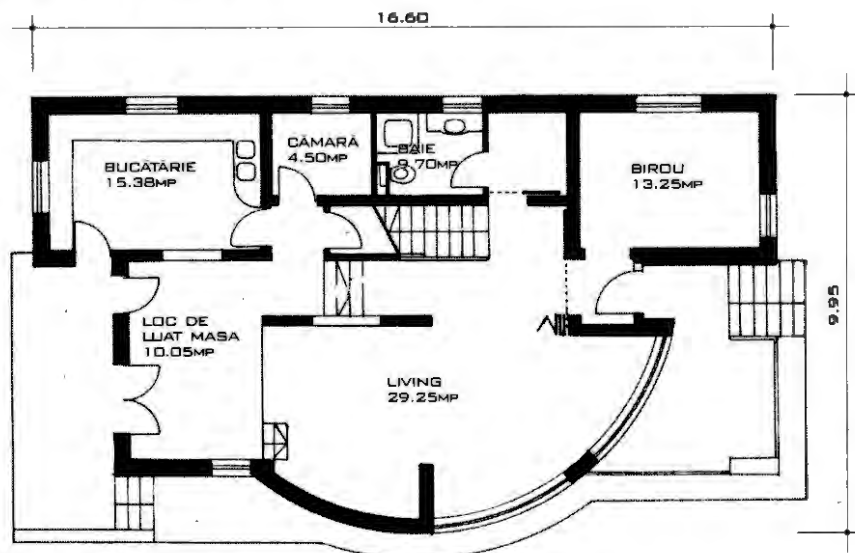 16.60
BUCĂTĂRIE
15.38MP
CĂMARĂ
4.50MP
BAIE
9.70MP
BIROU
13.25MP
9.95
LOC DE
LUAT MASA
10.05MP
LIVING
29.25MP